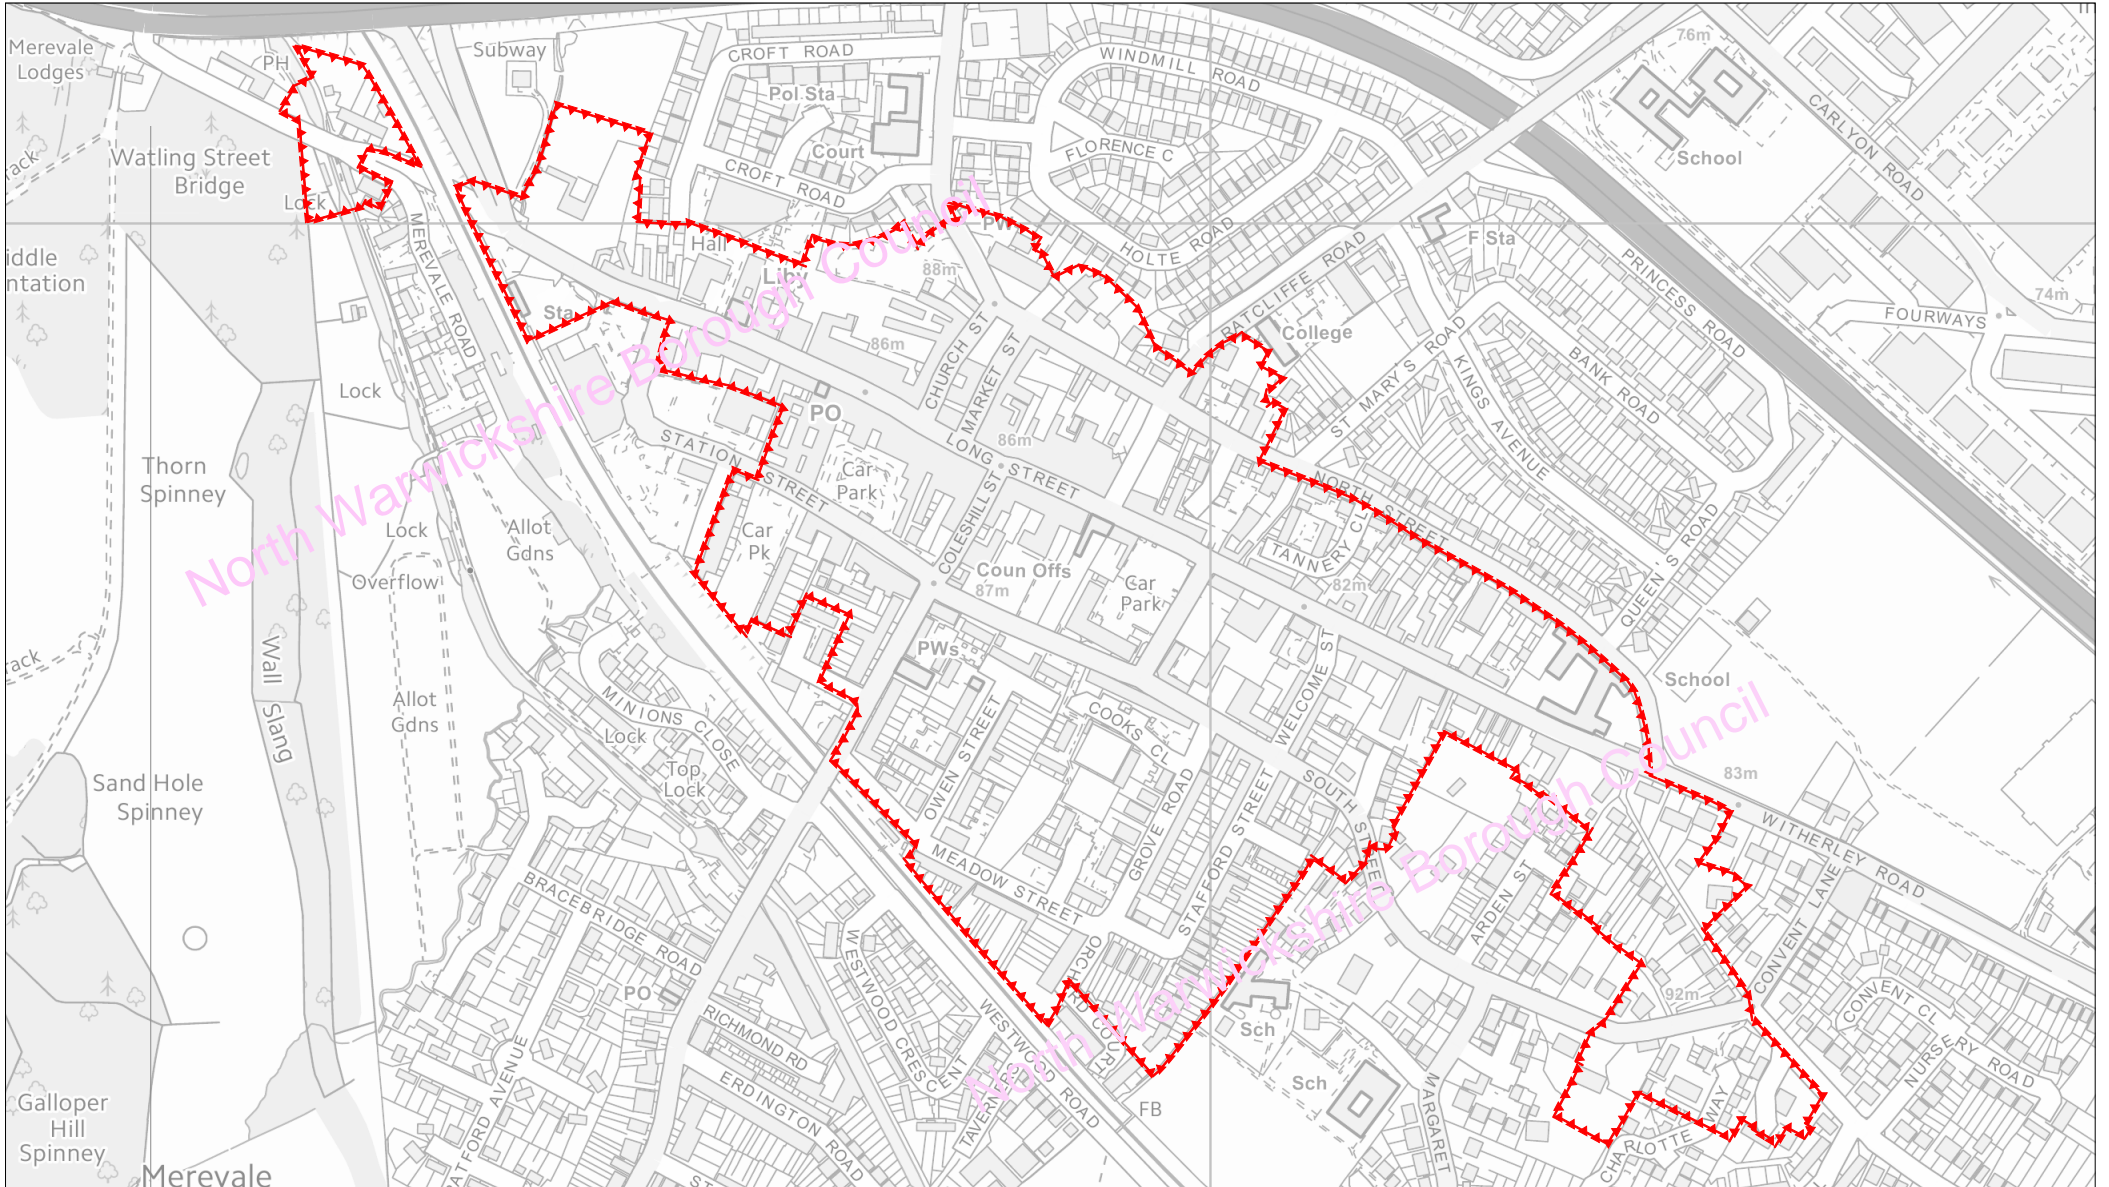 Merevale
Lodges
PH
Subway
CROFT ROAD
WINDMILL ROAD
76m
Pol Sta
CARLYON ROAD
Watling Street
Bridge
Court
FLORENCE C
School
CROFT ROAD
Lock
MEREVALE ROAD
Hall
PW
HOLTE ROAD
F Sta
Liby
88m
RATCLIFFE ROAD
PRINCESS ROAD
74m
Sta
FOURWAYS
College
86m
CHURCH ST
MARKET ST
ST MARY'S ROAD
KINGS AVENUE
BANK ROAD
Lock
PO
North Warwickshire Borough Council
86m
LONG STREET
STATION STREET
Thorn
Spinney
Car
Park
NORTH STREET
COLESHILL ST
Lock
Allot
Gdns
Car
Pk
TANNERY C
QUEEN'S ROAD
Overflow
Coun Offs
87m
Car
Park
82m
Wall Slang
PWs
WELCOME ST
School
Allot
Gdns
MINIONS CLOSE
Lock
COOKS CL
OWEN STREET
Top
Lock
Sand Hole
Spinney
GROVE ROAD
STAFFORD STREET
SOUTH STREET
83m
WITHERLEY ROAD
MEADOW STREET
ARDEN ST
CONVENT LANE
BRACEBRIDGE ROAD
WESTWOOD CRESCENT
ORCHARD COURT
North Warwickshire Borough Council
PO
92m
CONVENT CL
NURSERY ROAD
RICHMOND RD
WESTWOOD ROAD
Sch
Sch
ERDINGTON ROAD
MARGARET
FB
CHARLOTTE WAY
Galloper
Hill
Spinney
Merevale